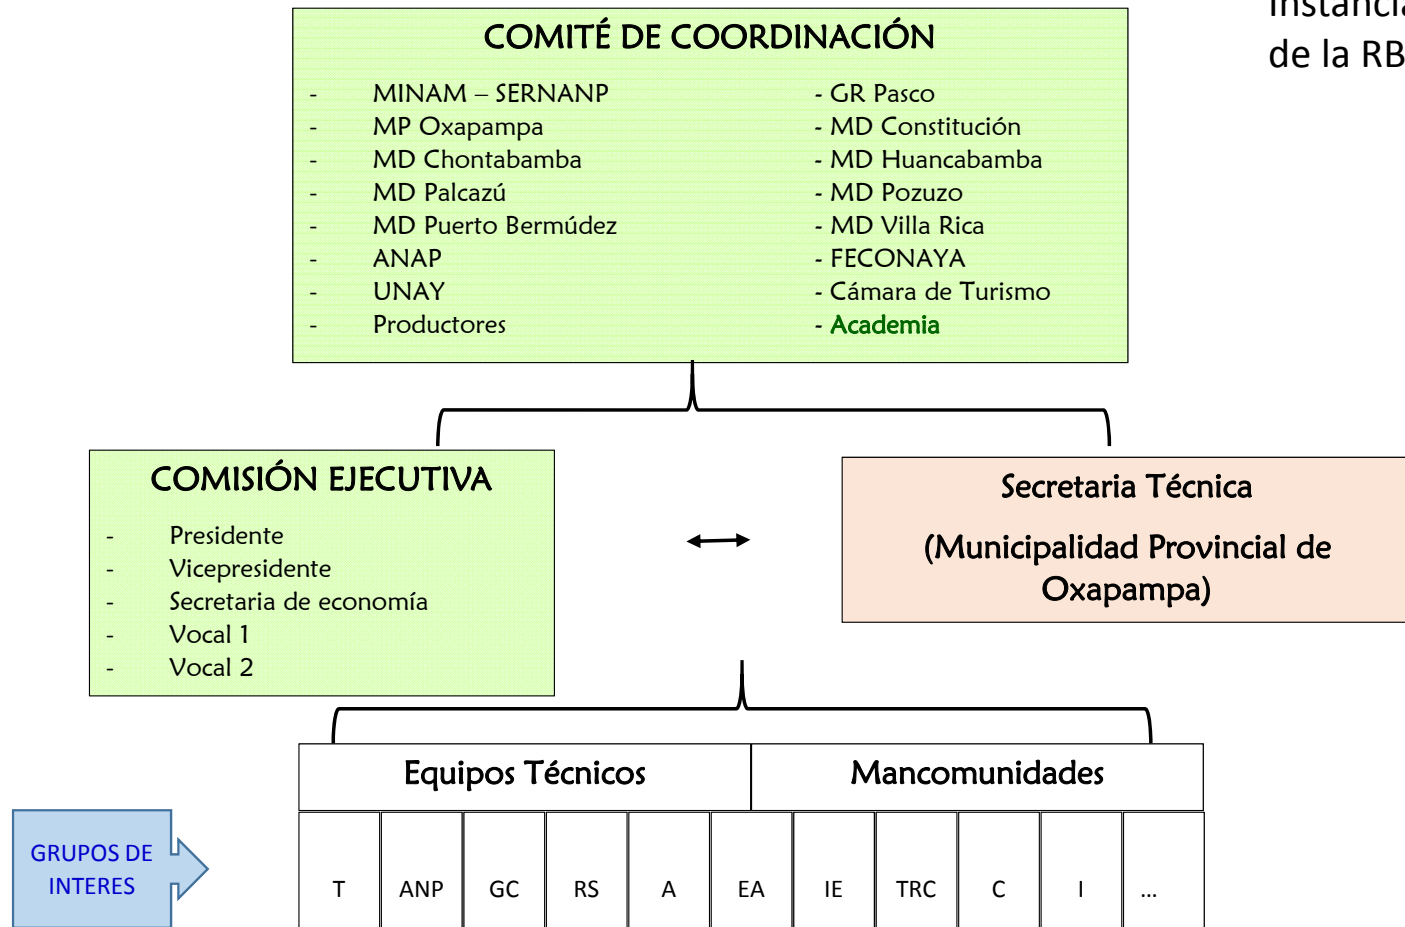 de la RB
COMITÉ DE COORDINACIÓN
- MINAM – SERNANP
- MP Oxapampa
- MD Chontabamba
- MD Palcazú
- MD Puerto Bermúdez
- ANAP
- UNAY
- Productores
- GR Pasco
- MD Constitución
- MD Huancabamba
- MD Pozuzo
- MD Villa Rica
- FECONAYA
- Cámara de Turismo
- Academia
COMISIÓN EJECUTIVA
- Presidente
- Vicepresidente
- Secretaria de economía
- Vocal 1
- Vocal 2
Secretaria Técnica
(Municipalidad Provincial de
Oxapampa)
Equipos Técnicos
Mancomunidades
GRUPOS DE
INTERES
T ANP GC RS A EA IE TRC C I ...